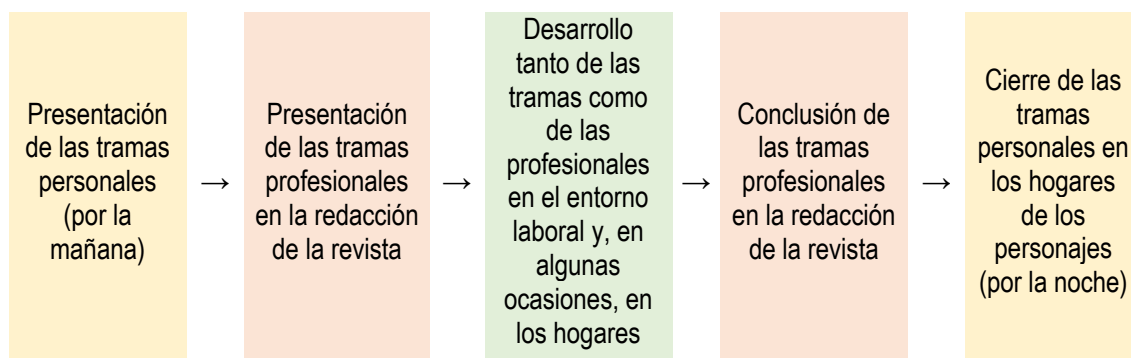 Presentación
de las tramas
personales
(por la
mañana)
→
Presentación
de las tramas
profesionales
en la redacción
de la revista
→
Desarrollo
tanto de las
tramas como
de las
profesionales
en el entorno
laboral y, en
algunas
ocasiones, en
los hogares
→
Conclusión de
las tramas
profesionales
en la redacción
de la revista
→
Cierre de las
tramas
personales en
los hogares
de los
personajes
(por la noche)